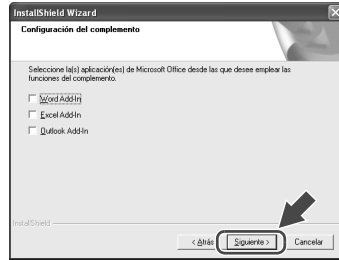 InstallShield Wizard
Configuración del complemento
Seleccione la(s) aplicación(es) de Microsoft Office desde las que desee emplear las
funciones del complemento.
Word Add-In
Excel Add-In
Outlook Add-In
InstallShield
< Atrás
Siguiente >
Cancelar